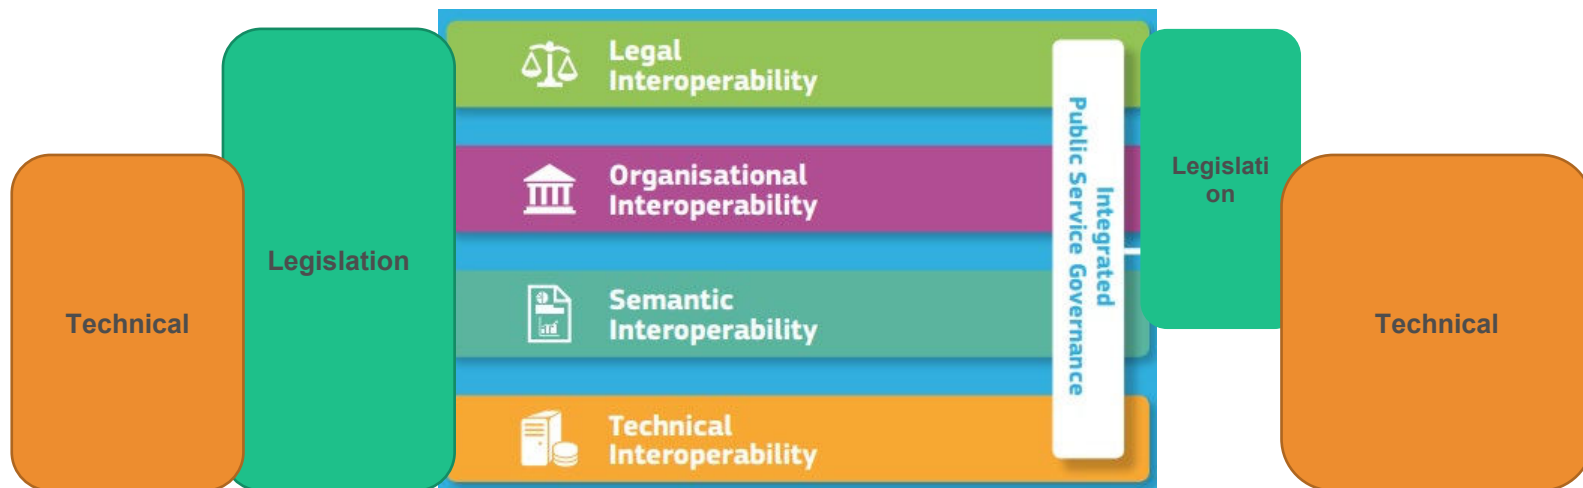 Technical
Legislation
Legal
Interoperability
Organisational
Interoperability
Semantic
Interoperability
Technical
Interoperability
Integrated
Public Service Governance
Legislati
on
Technical